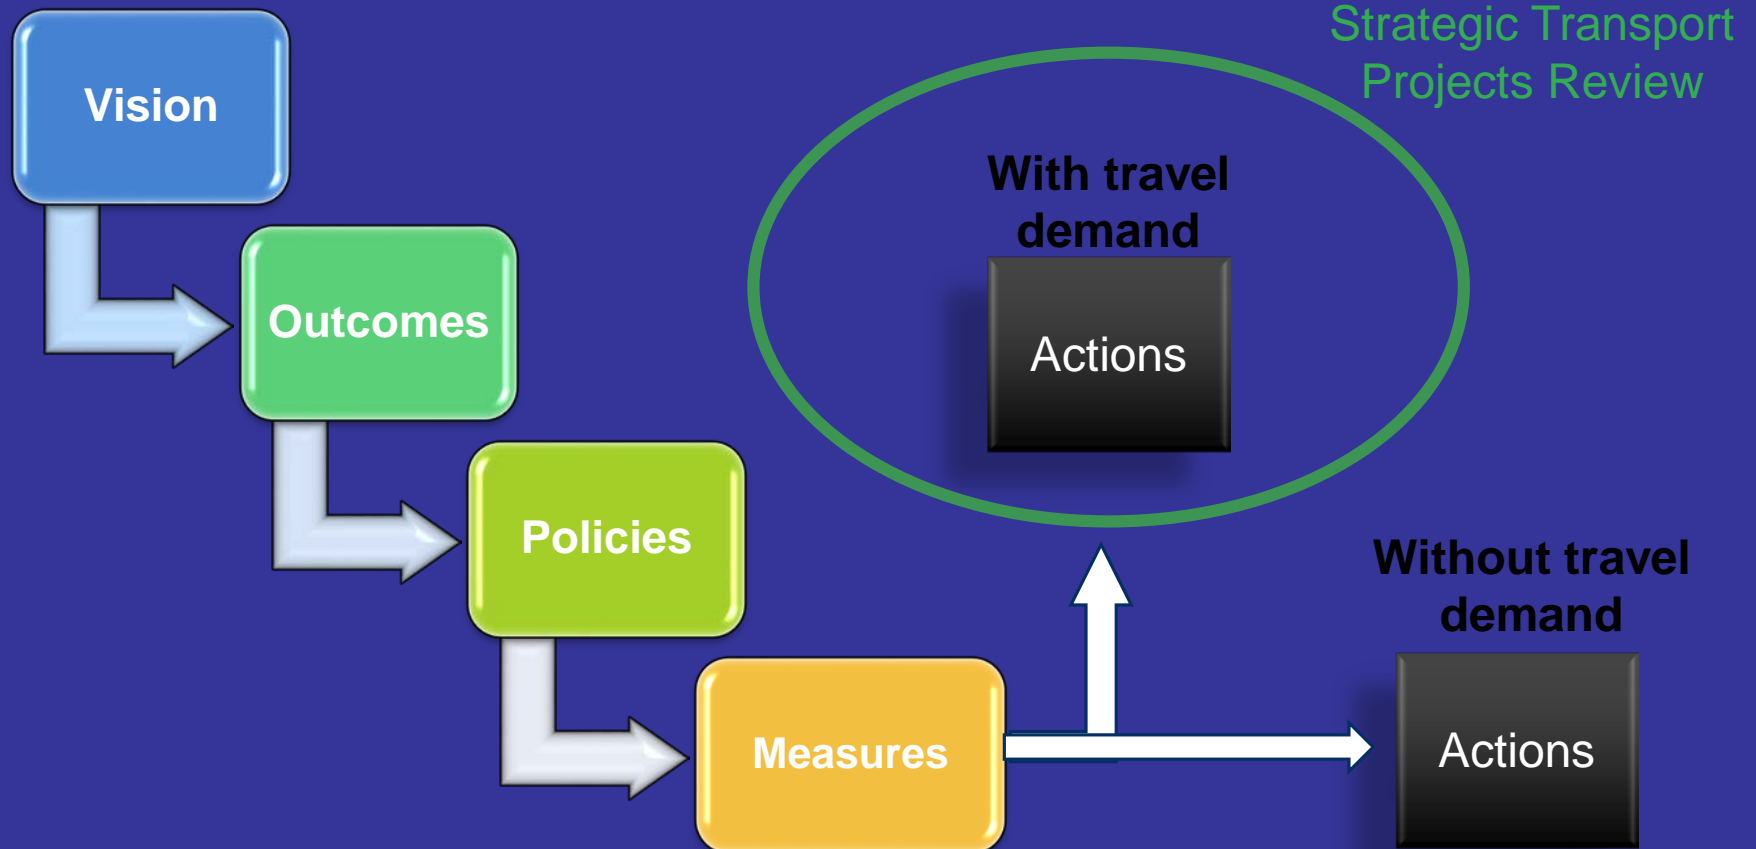 Strategic Transport
Projects Review
Vision
With travel
demand
Outcomes
Actions
Policies
Without travel
demand
Measures
Actions